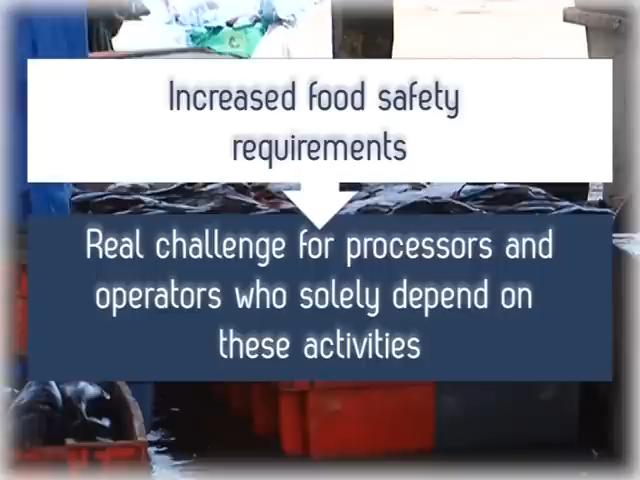 Increased food safety
requirements
Real challenge for processors and
operators who solely depend on
these activities